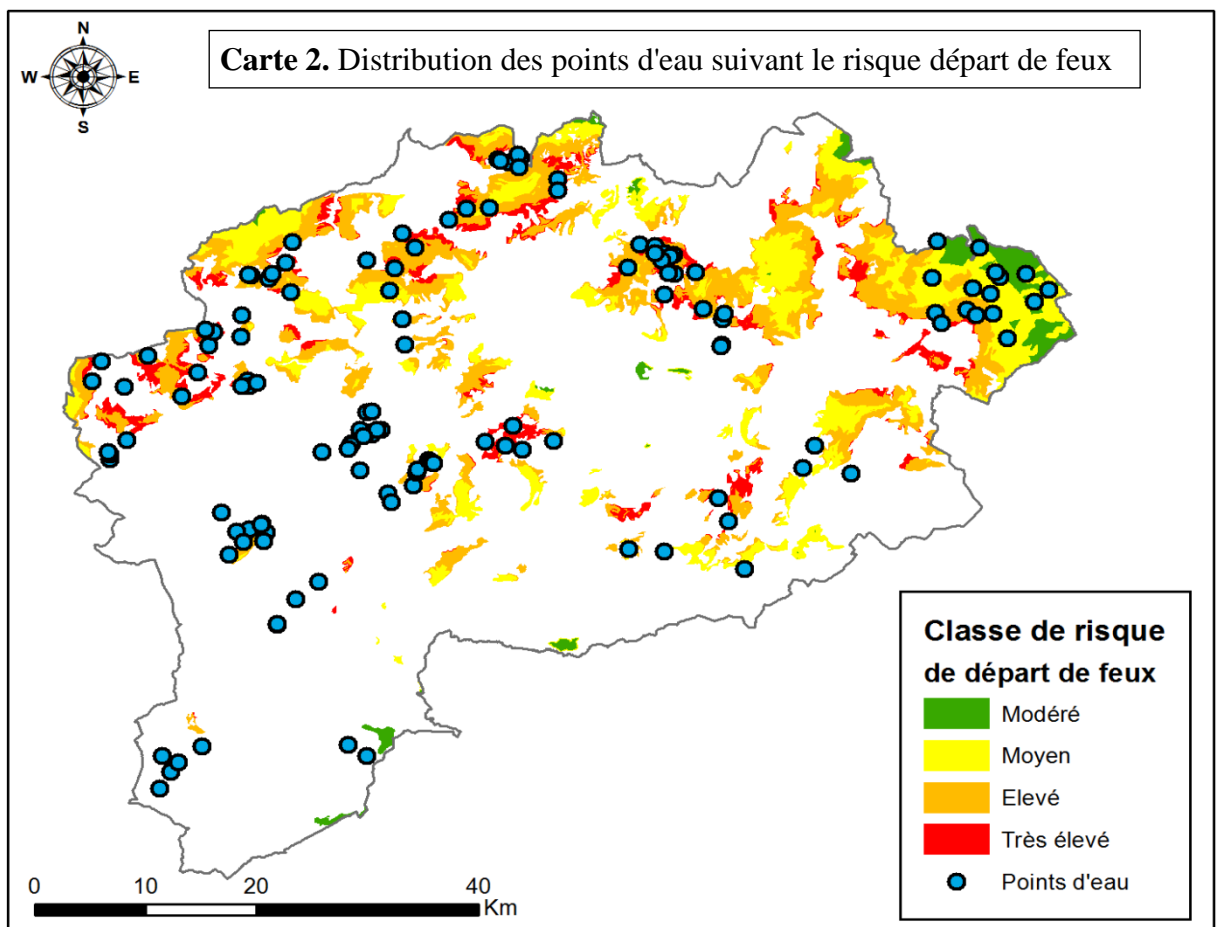 N
W E
S
Carte 2. Distribution des points d'eau suivant le risque départ de feux
Classe de risque
de départ de feux
Modéré
Moyen
Elevé
Très élevé
Points d'eau
0 10 20 40
Km